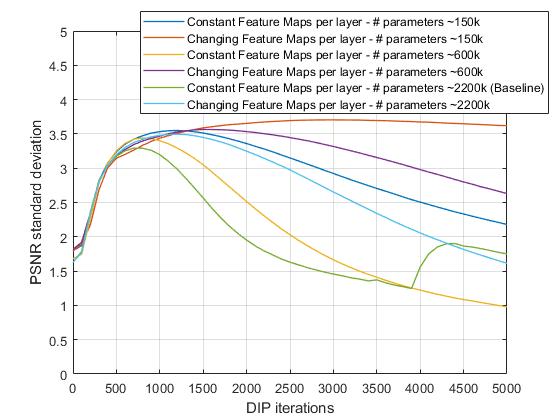 Constant Feature Maps per layer - # parameters ~150k
Changing Feature Maps per layer - # parameters ~150k
Constant Feature Maps per layer - # parameters ~600k
Changing Feature Maps per layer - # parameters ~600k
Constant Feature Maps per layer - # parameters ~2200k (Baseline)
Changing Feature Maps per layer - # parameters ~2200k
PSNR standard deviation
5
4.5
4
3.5
3
2.5
2
1.5
1
0.5
0
0 500 1000 1500 2000 2500 3000 3500 4000 4500 5000
DIP iterations